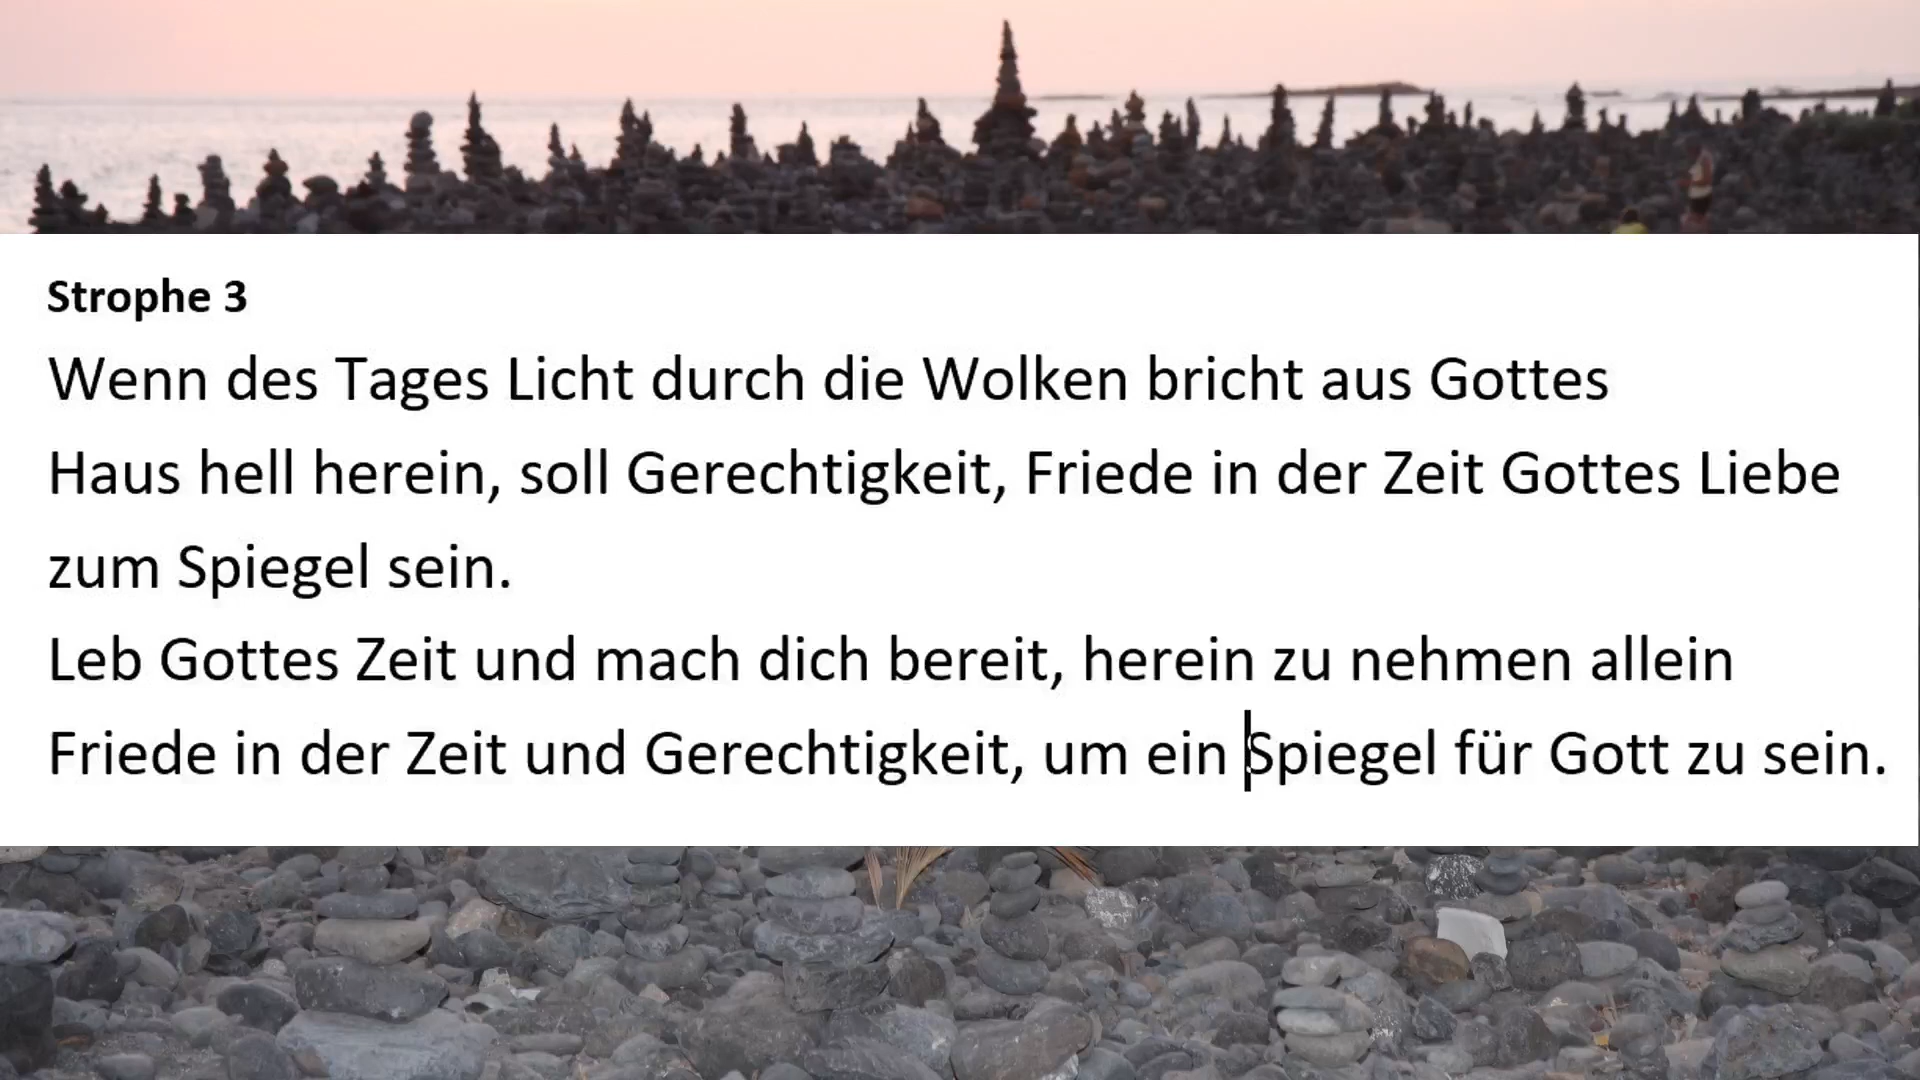 Strophe 3
Wenn des Tages Licht durch die Wolken bricht aus Gottes
Haus hell herein, soll Gerechtigkeit, Friede in der Zeit Gottes Liebe
zum Spiegel sein.
Leb Gottes Zeit und mach dich bereit, herein zu nehmen allein
Friede in der Zeit und Gerechtigkeit, um ein Spiegel für Gott zu sein.